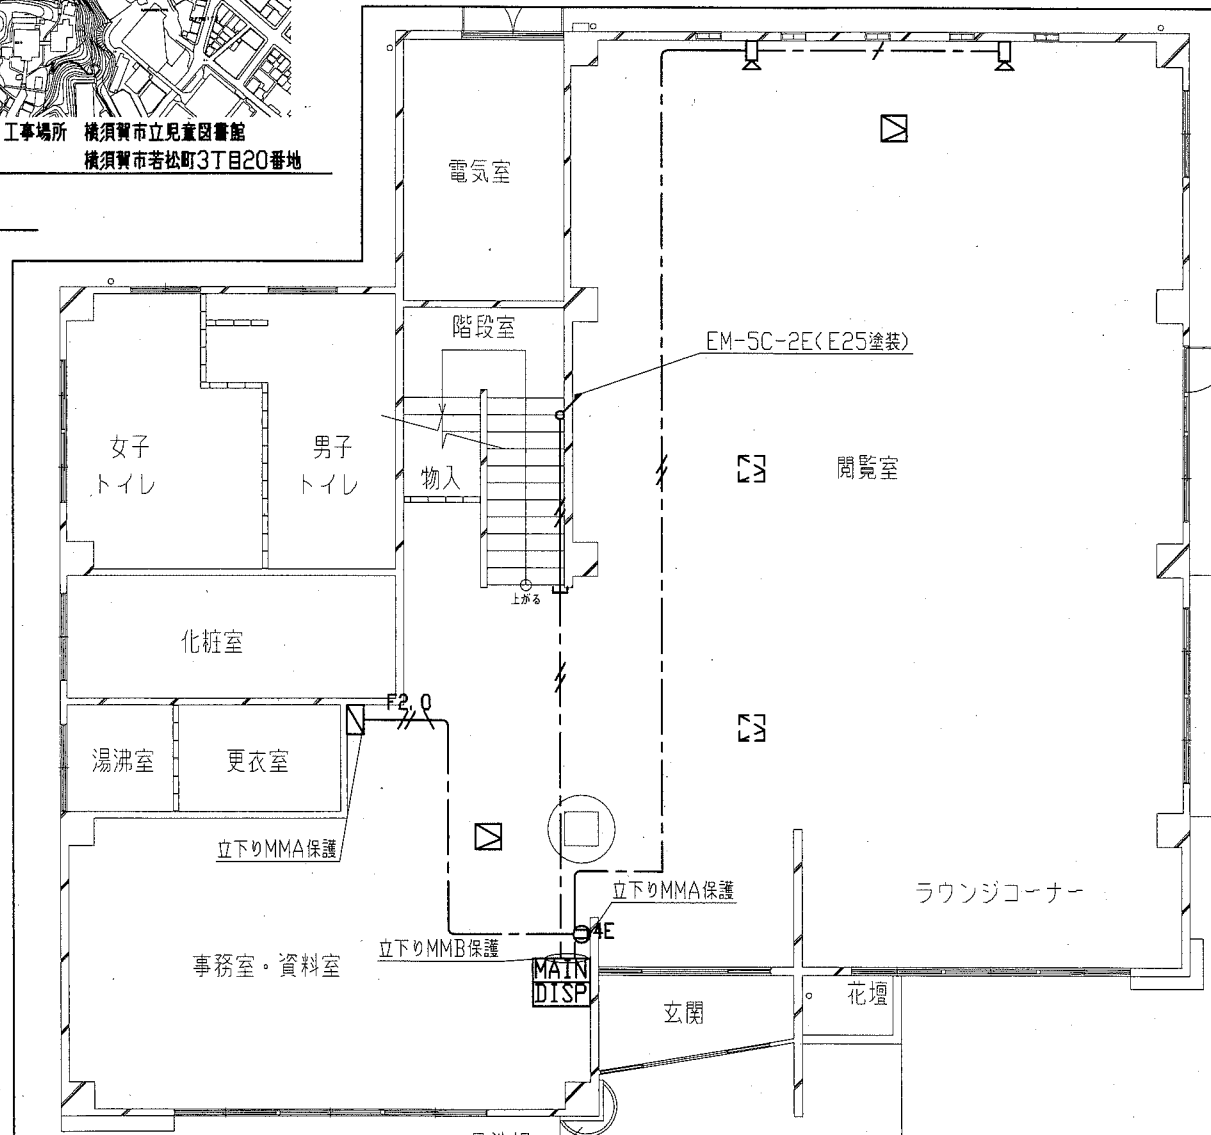 工事場所 横須賀市立児童図書館
横須賀市若松町3丁目20番地
電気室
階段室
EM-5C-2E(E25塗装)
女子
トイレ
男子
トイレ
物入
閲覧室
上がる
化粧室
F2.0
湯沸室
更衣室
立下りMMA保護
立下りMMA保護
ラウンジコーナー
4E
立下りMMB保護
事務室・資料室
MAIN
DISP
玄関
花壇